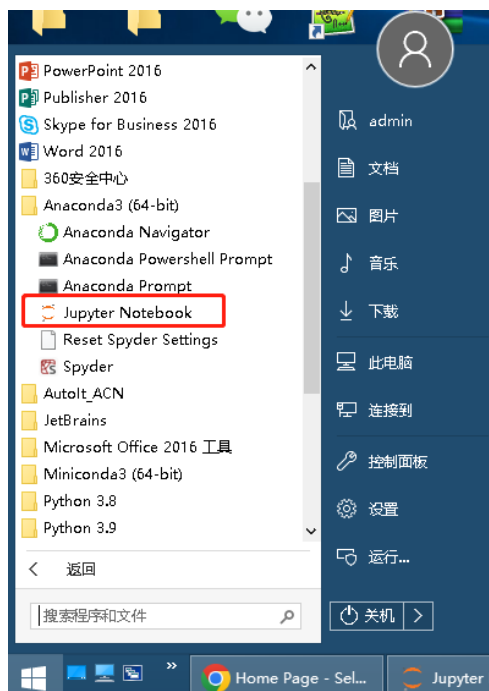 PowerPoint 2016
Publisher 2016
Skype for Business 2016
Word 2016
360安全中心
Anaconda3 (64-bit)
Anaconda Navigator
Anaconda Powershell Prompt
Anaconda Prompt
Jupyter Notebook
Reset Spyder Settings
Spyder
AutoIt_ACN
JetBrains
Microsoft Office 2016 工具
Miniconda3 (64-bit)
Python 3.8
Python 3.9
返回
搜索程序和文件
admin
文档
图片
音乐
下载
此电脑
连接到
控制面板
设置
运行...
关机
Home Page - Sel...
Jupyter